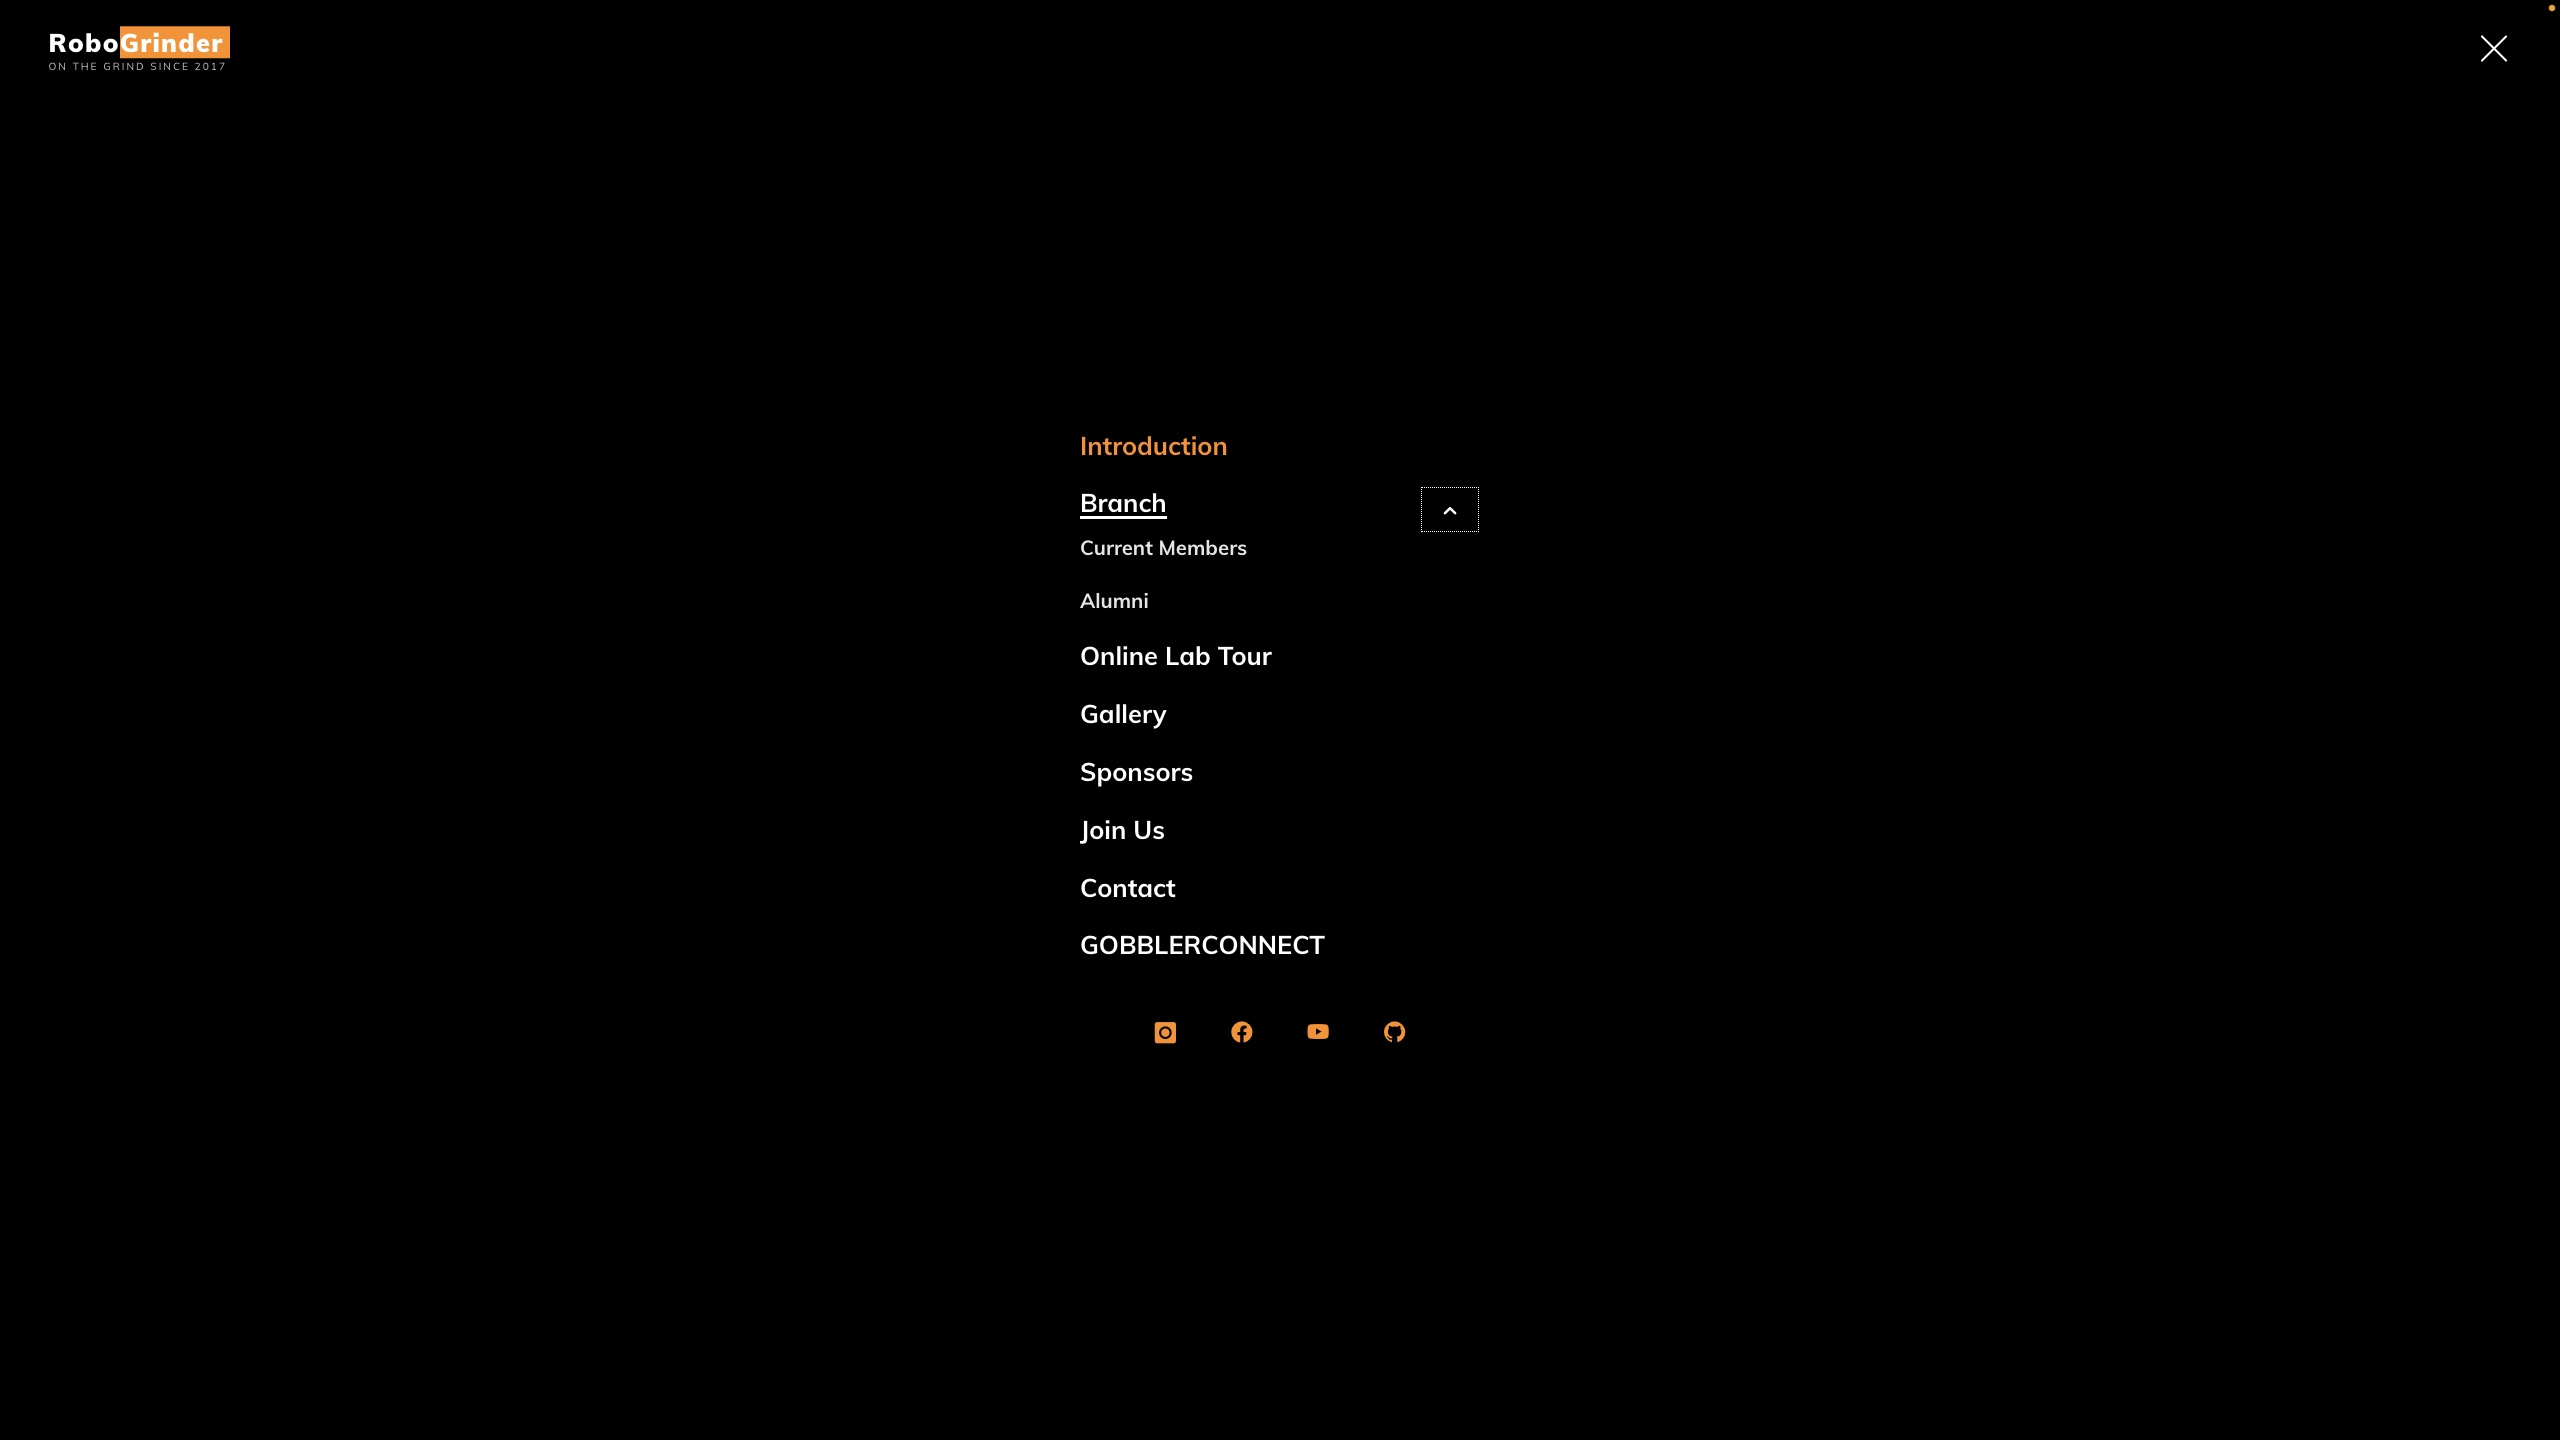 RoboGrinder
ON THE GRIND SINCE 2017
Introduction
Branch
Current Members
Alumni
Online Lab Tour
Gallery
Sponsors
Join Us
Contact
GOBBLERCONNECT